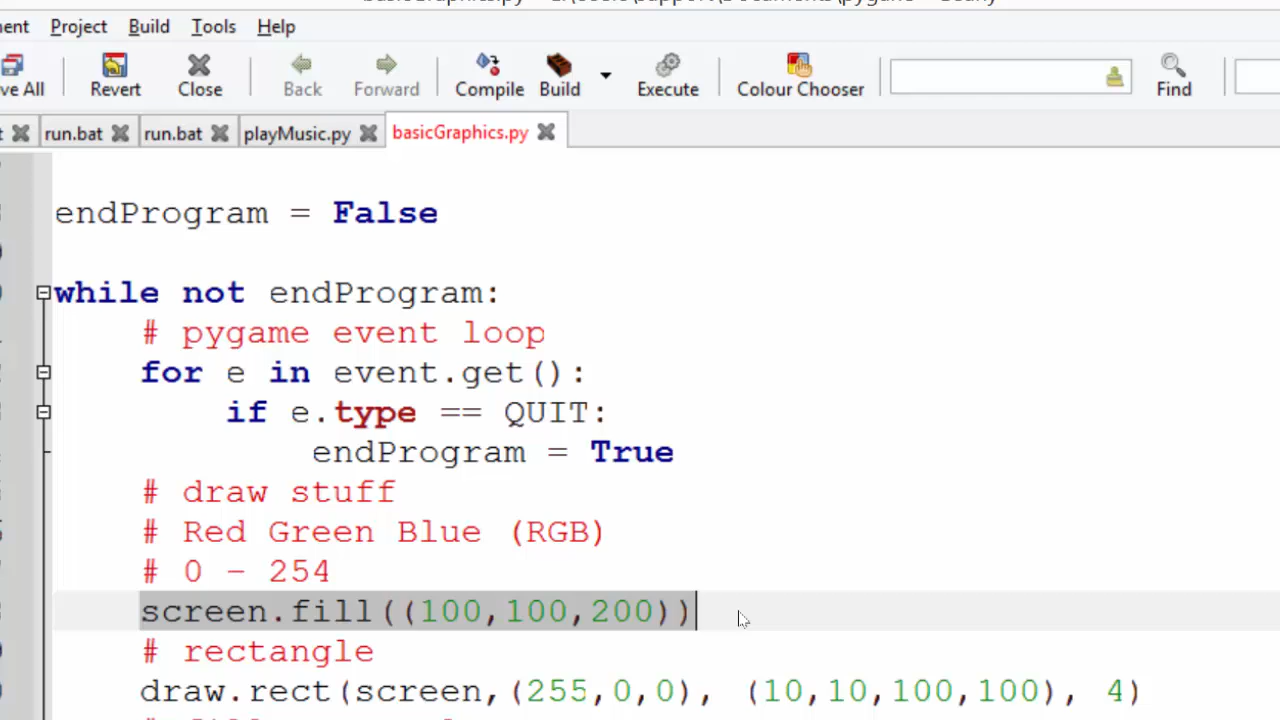 Project Build Tools Help
Revert Close Back Forward Compile Build Execute Colour Chooser Find
run.bat run.bat playMusic.py basicGraphics.py
endProgram = False
while not endProgram:
# pygame event loop
for e in event.get():
if e.type == QUIT:
endProgram = True
# draw stuff
# Red Green Blue (RGB)
# 0 - 254
screen.fill((100,100,200))
# rectangle
draw.rect(screen,(255,0,0), (10,10,100,100), 4)